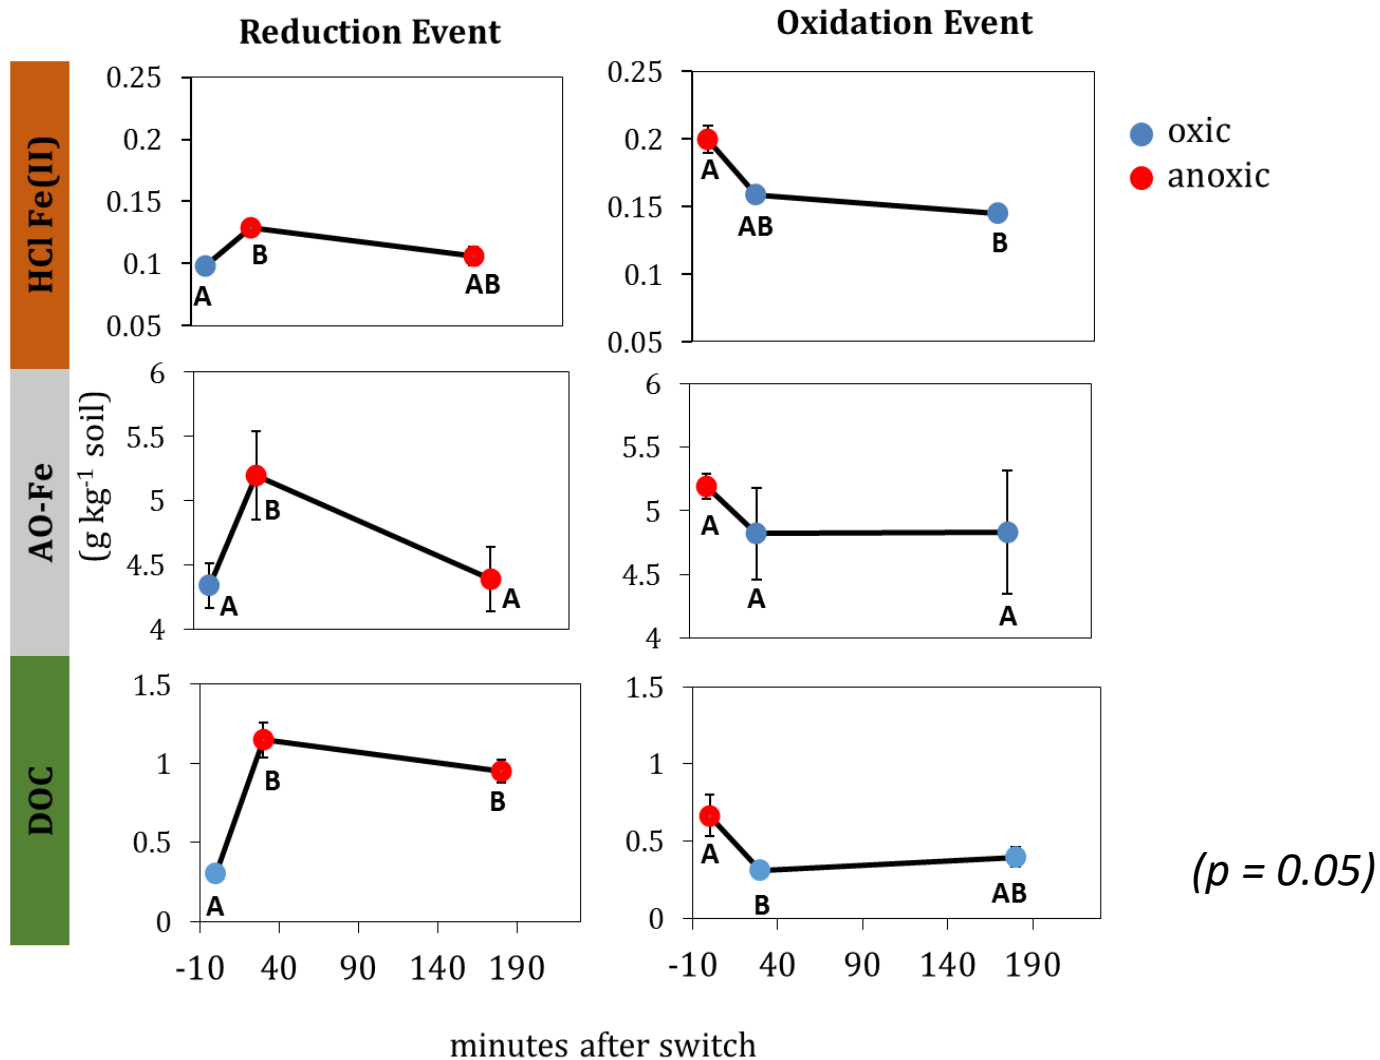 Reduction Event
Oxidation Event
HCl Fe(II)
0.25
0.2
0.15
0.1
0.05
A
B
AB
0.25
0.2
0.15
0.1
0.05
A
AB
B
oxic
anoxic
AO-Fe
(g kg-1 soil)
6
5.5
5
4.5
4
A
B
A
6
5.5
5
4.5
4
A
A
A
DOC
1.5
1
0.5
0
A
B
B
-10 40 90 140 190
1.5
1
0.5
0
A
B
AB
-10 40 90 140 190
(p = 0.05)
minutes after switch